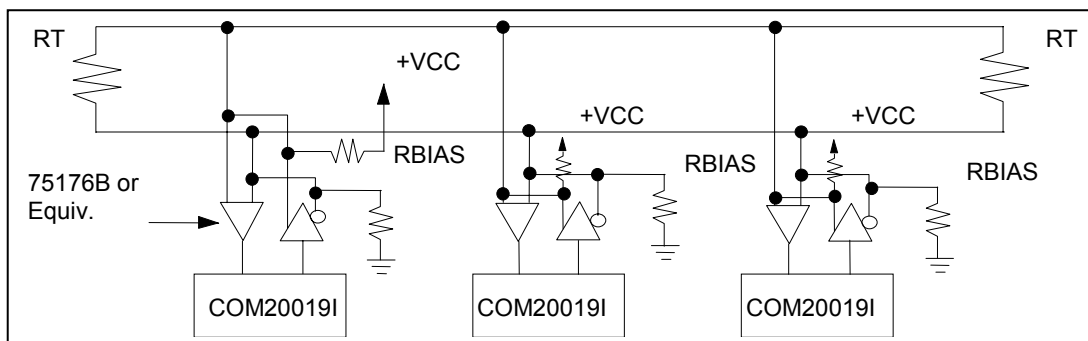 RT
RT
+VCC
+VCC
+VCC
RBIAS
RBIAS
RBIAS
75176B or
Equiv.
COM20019I
COM20019I
COM20019I